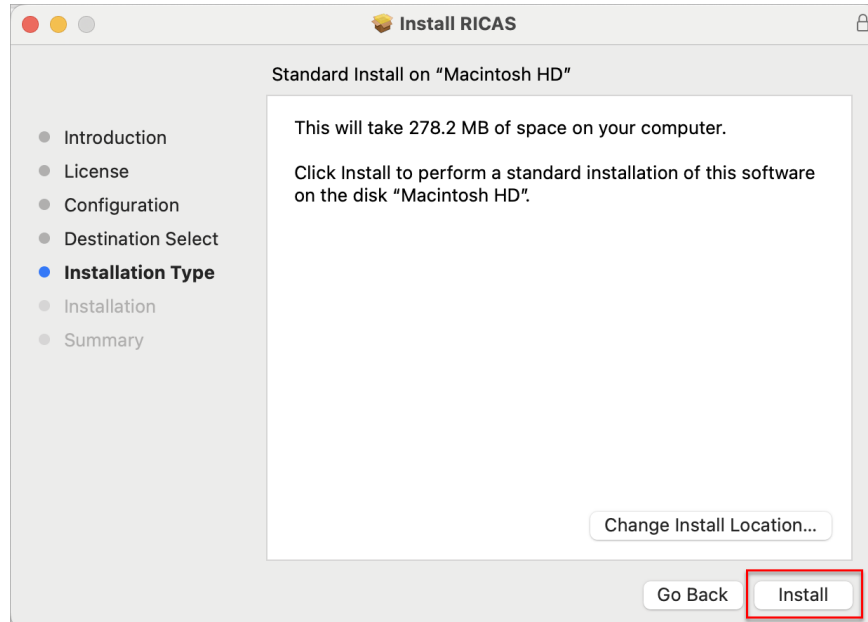 Install RICAS
Standard Install on “Macintosh HD”
Introduction
License
Configuration
Destination Select
Installation Type
Installation
Summary
This will take 278.2 MB of space on your computer.
Click Install to perform a standard installation of this software
on the disk “Macintosh HD”.
Change Install Location...
Go Back
Install